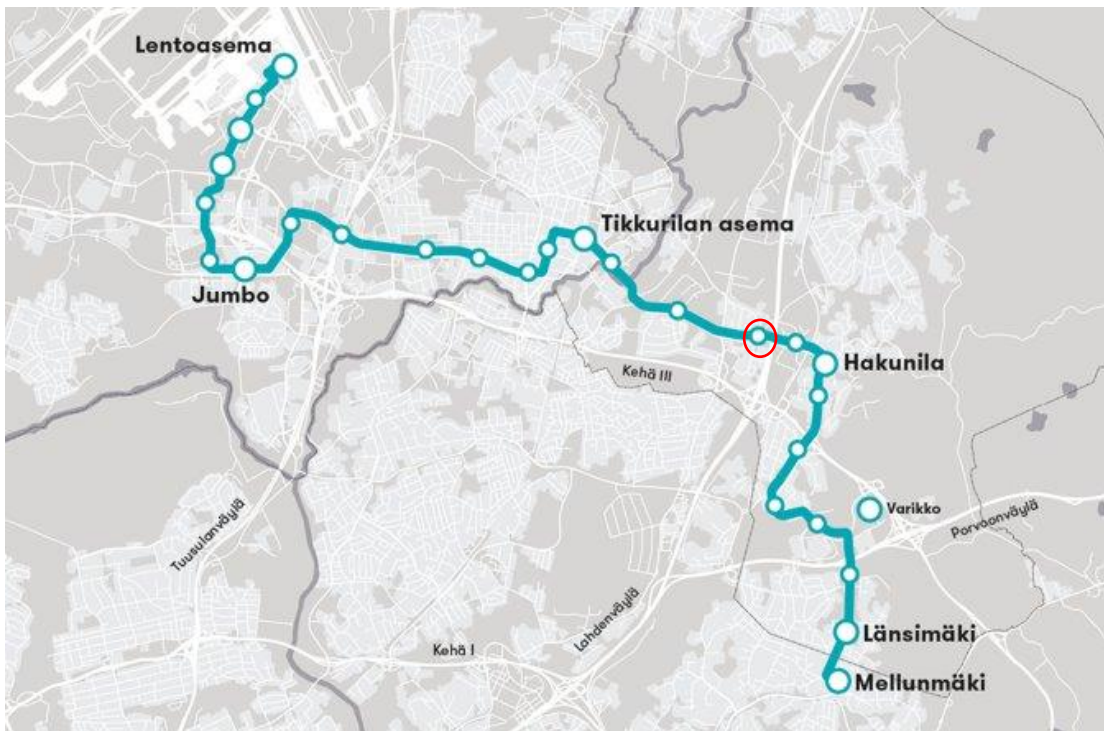 Lentoasema
Tikkurilan asema
Jumbo
Hakunila
Kehä III
Varikko
Porvoonväylä
Tuusulanväylä
Lahdenväylä
Länsimäki
Kehä I
Mellunmäki